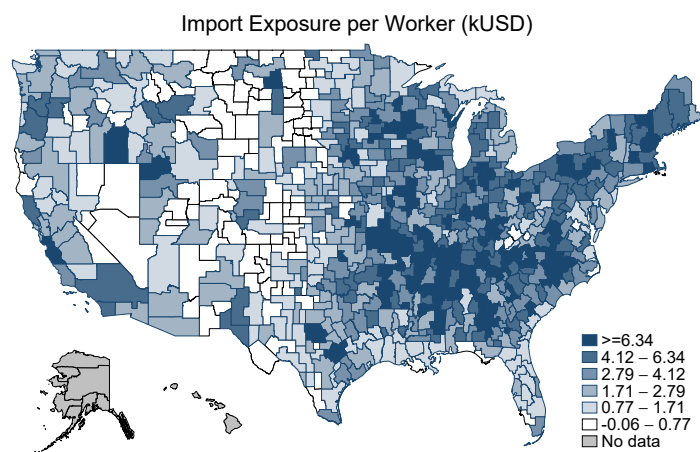 Import Exposure per Worker (kUSD)
>=6.34
4.12 – 6.34
2.79 – 4.12
1.71 – 2.79
0.77 – 1.71
-0.06 – 0.77
No data